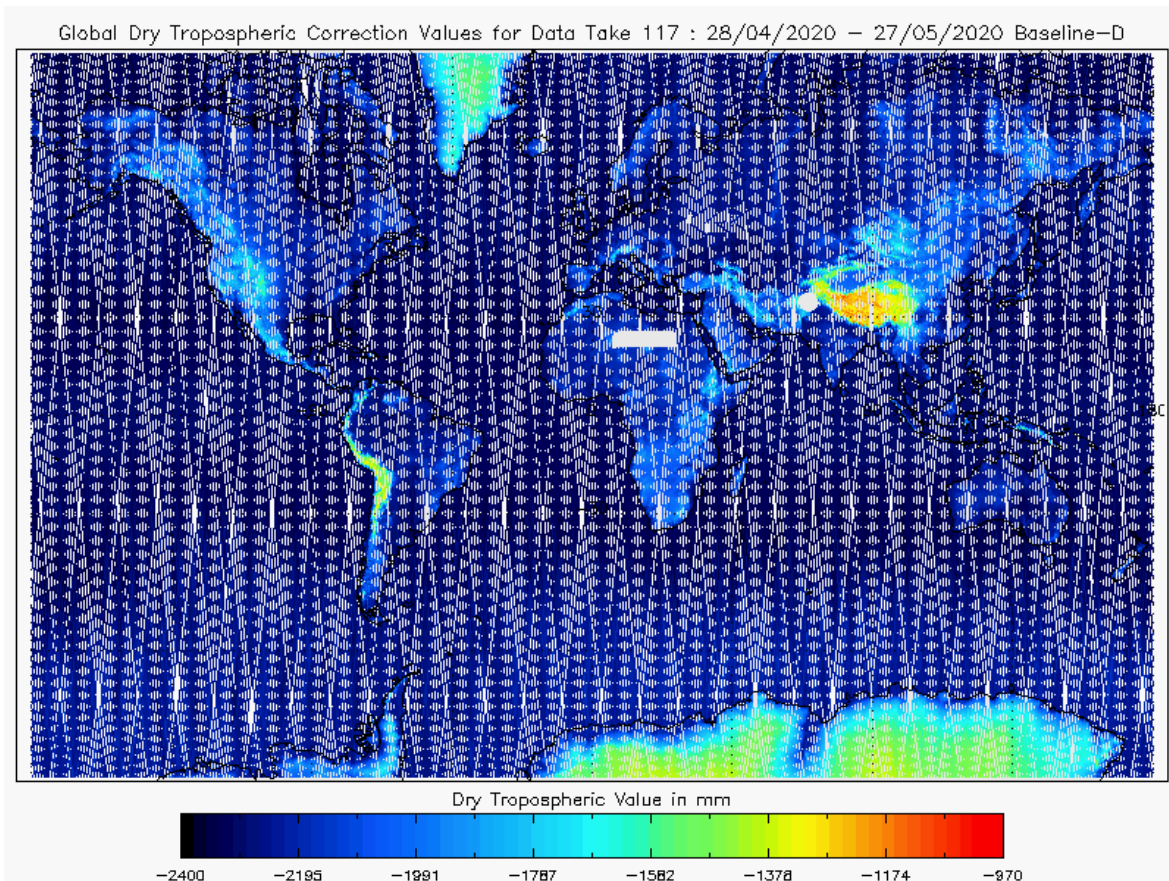 Global Dry Tropospheric Correction Values for Data Take 117 : 28/04/2020 – 27/05/2020 Baseline-D
Dry Tropospheric Value in mm
−2400 −2195 −1991 −1787 −1582 −1378 −1174 −970